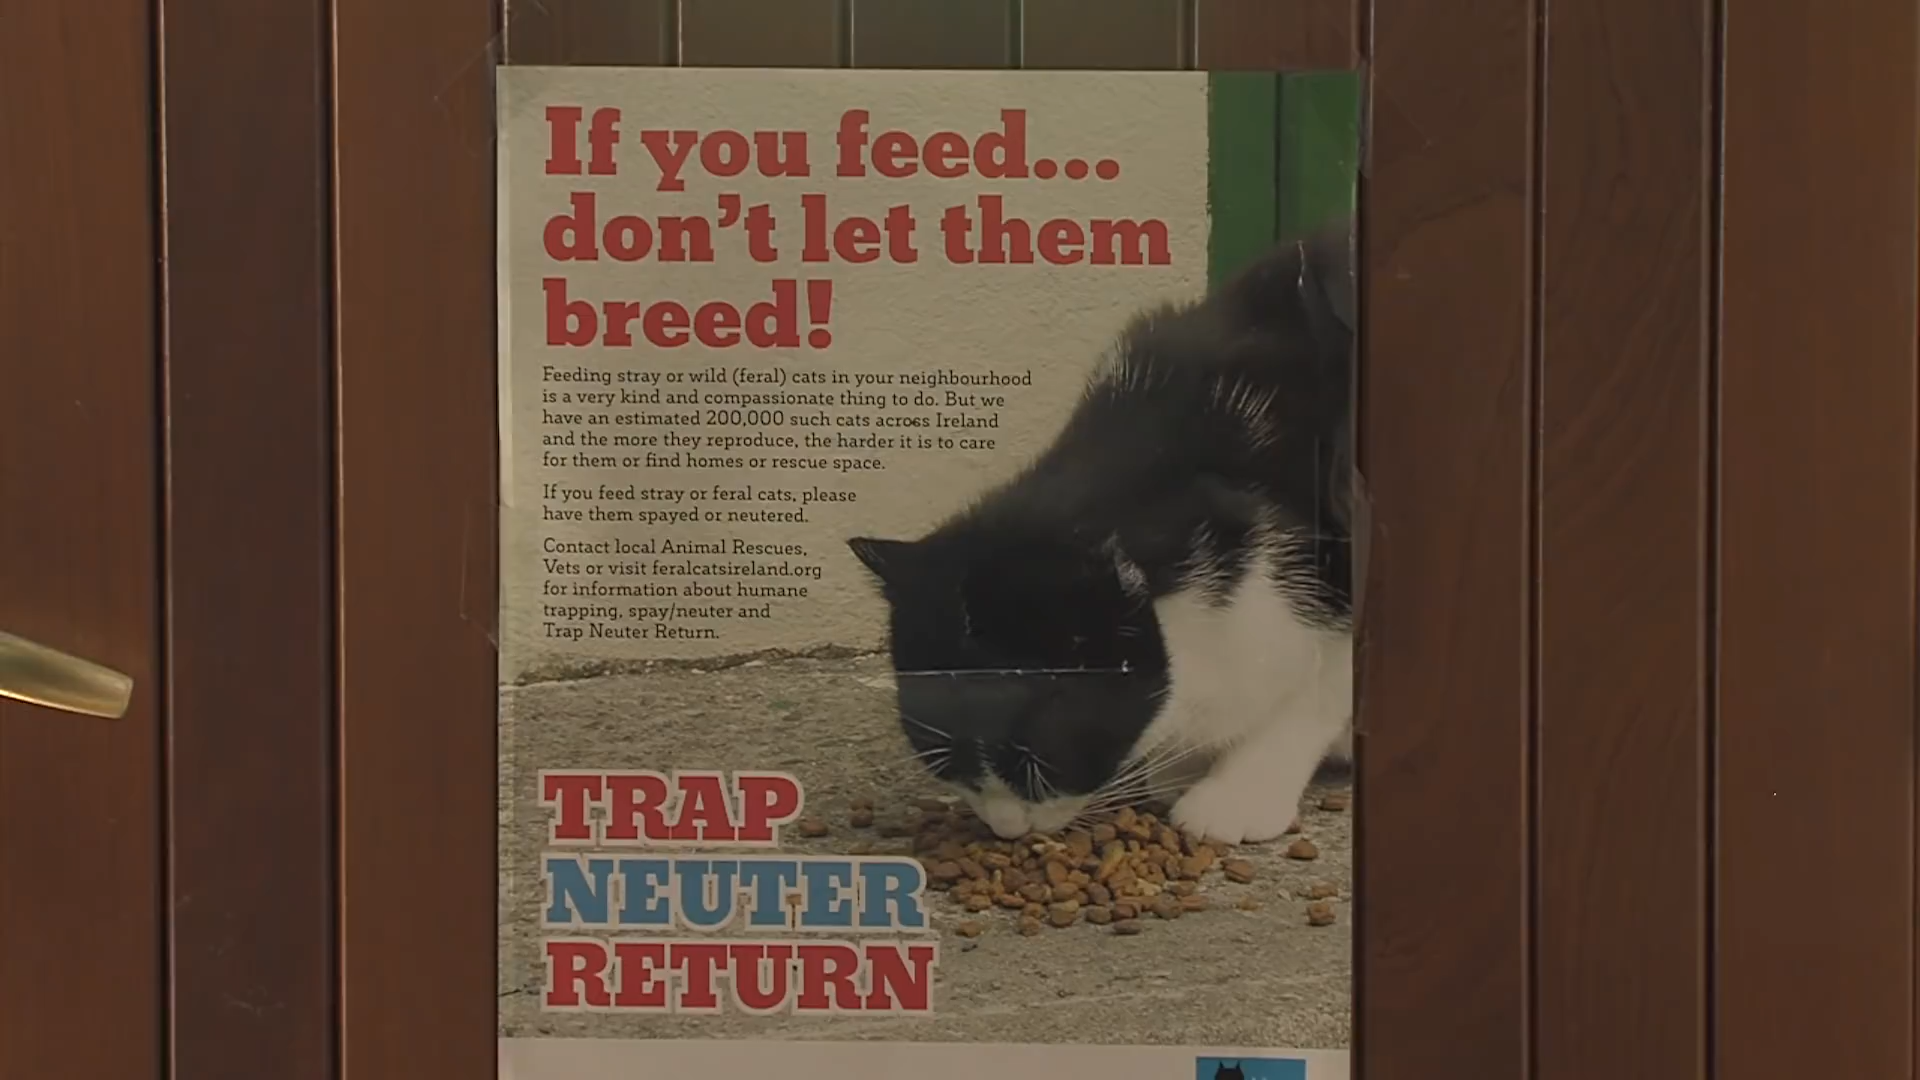 If you feed...
don't let them
breed!
Feeding stray or wild (feral) cats in your neighbourhood
is a very kind and compassionate thing to do. But we
have an estimated 200,000 such cats across Ireland
and the more they reproduce, the harder it is to care
for them or find homes or rescue space.
If you feed stray or feral cats, please
have them spayed or neutered.
Contact local Animal Rescues,
Vets or visit feralcatsireland.org
for information about humane
trapping, spay/neuter and
Trap Neuter Return.
TRAP
NEUTER
RETURN